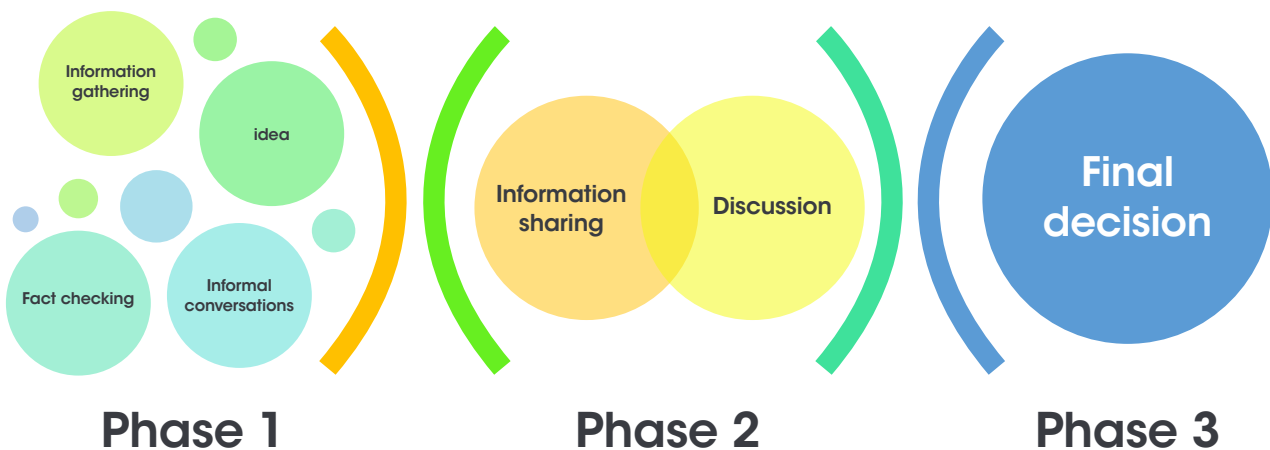 Information
gathering
idea
Fact checking
Informal
conversations
Information
sharing
Discussion
Final
decision
Phase 1
Phase 2
Phase 3